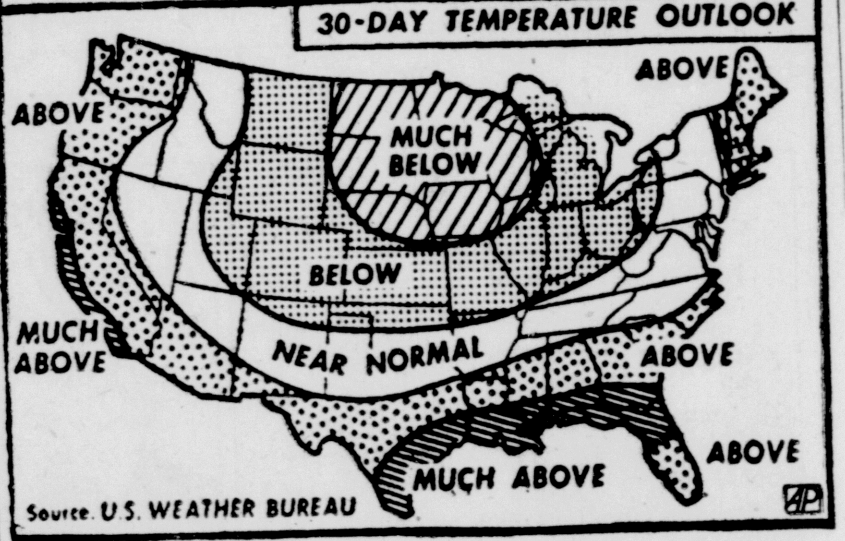 30-DAY TEMPERATURE OUTLOOK
ABOVE
ABOVE
MUCH
BELOW
BELOW
MUCH
ABOVE
NEAR NORMAL
ABOVE
ABOVE
MUCH ABOVE
Source. U.S. WEATHER BUREAU
AP